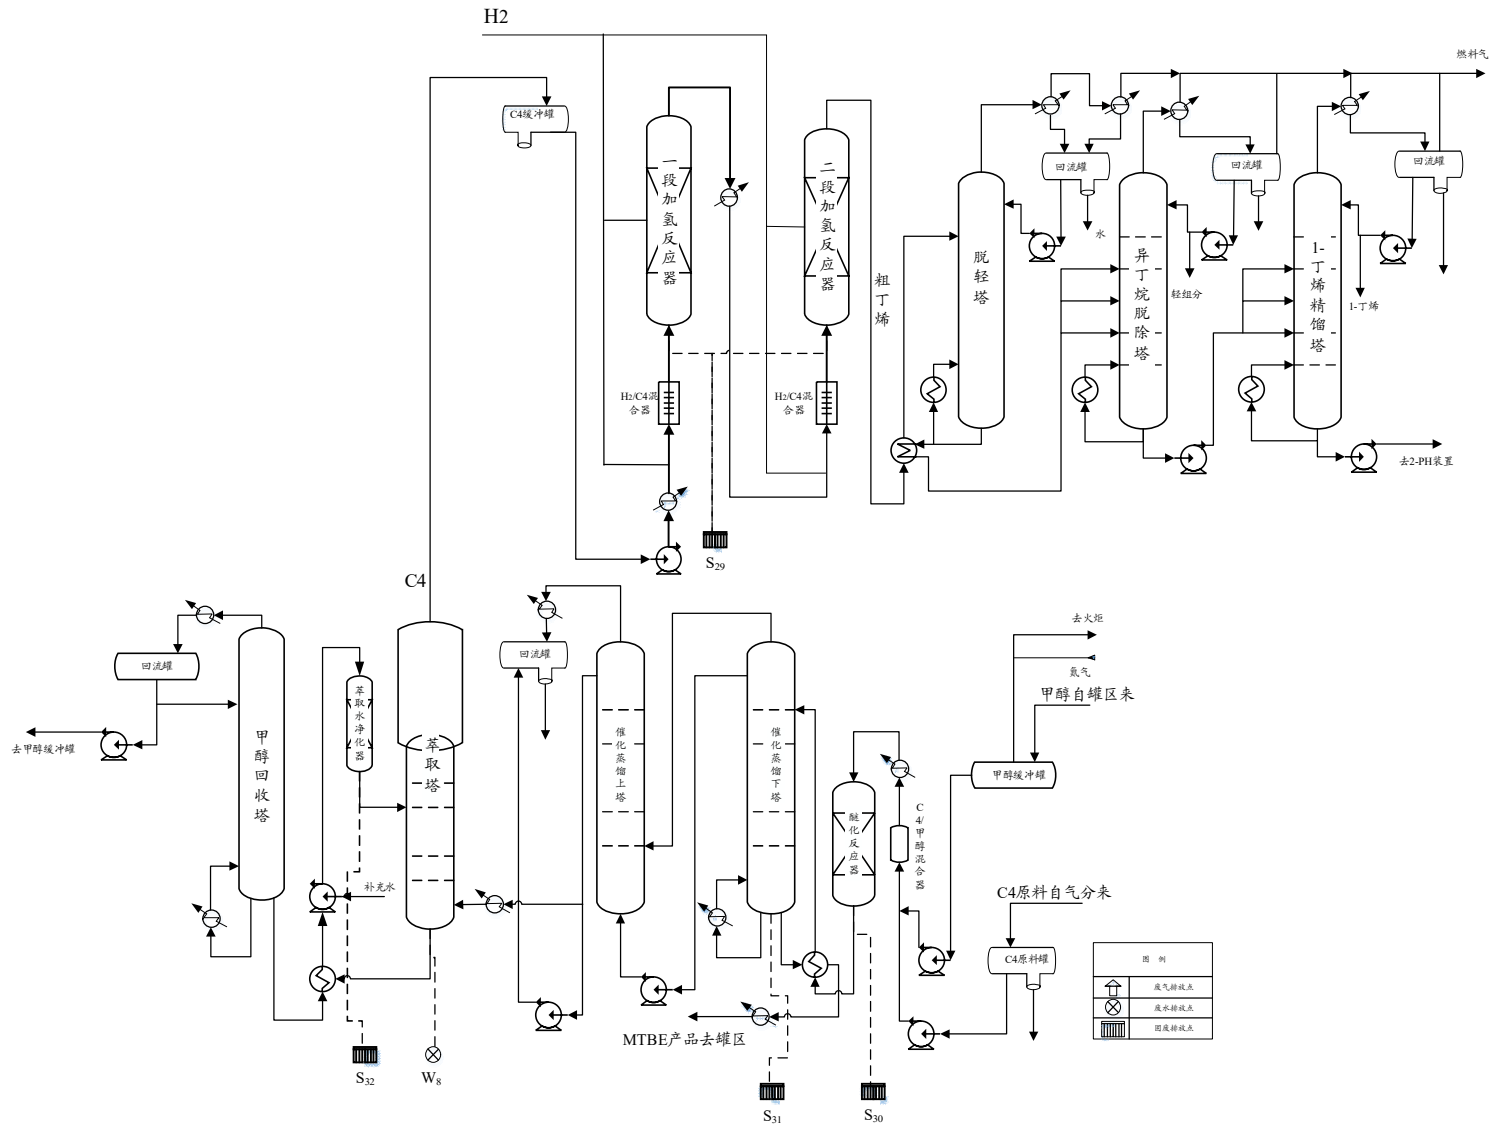 H2
燃料气
C4缓冲罐
一段加氢反应器
二段加氢反应器
回流罐
回流罐
回流罐
水
脱轻塔
异丁烷脱除塔
1-丁烯精馏塔
粗丁烯
轻组分
1-丁烯
H2/C4混
合器
H2/C4混
合器
去2-PH装置
S29
C4
去火炬
氮气
甲醇自罐区来
回流罐
回流罐
萃取水净化器
萃取塔
甲醇回收塔
去甲醇缓冲罐
催化蒸馏上塔
催化蒸馏下塔
醚化反应器
C4/甲醇混合器
甲醇缓冲罐
补充水
C4原料自气分来
C4原料罐
MTBE产品去罐区
S32
W8
S31
S30
图 例
废气排放点
废水排放点
固废排放点